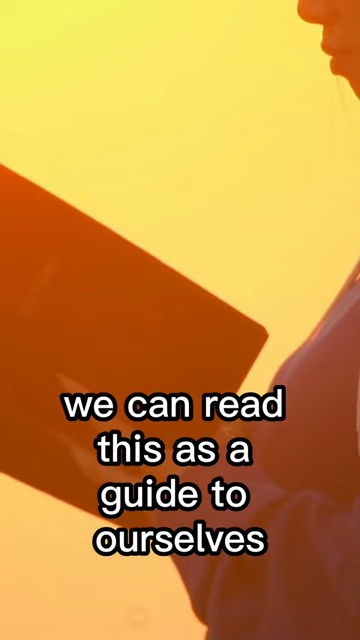 we can read
this as a
guide to
ourselves